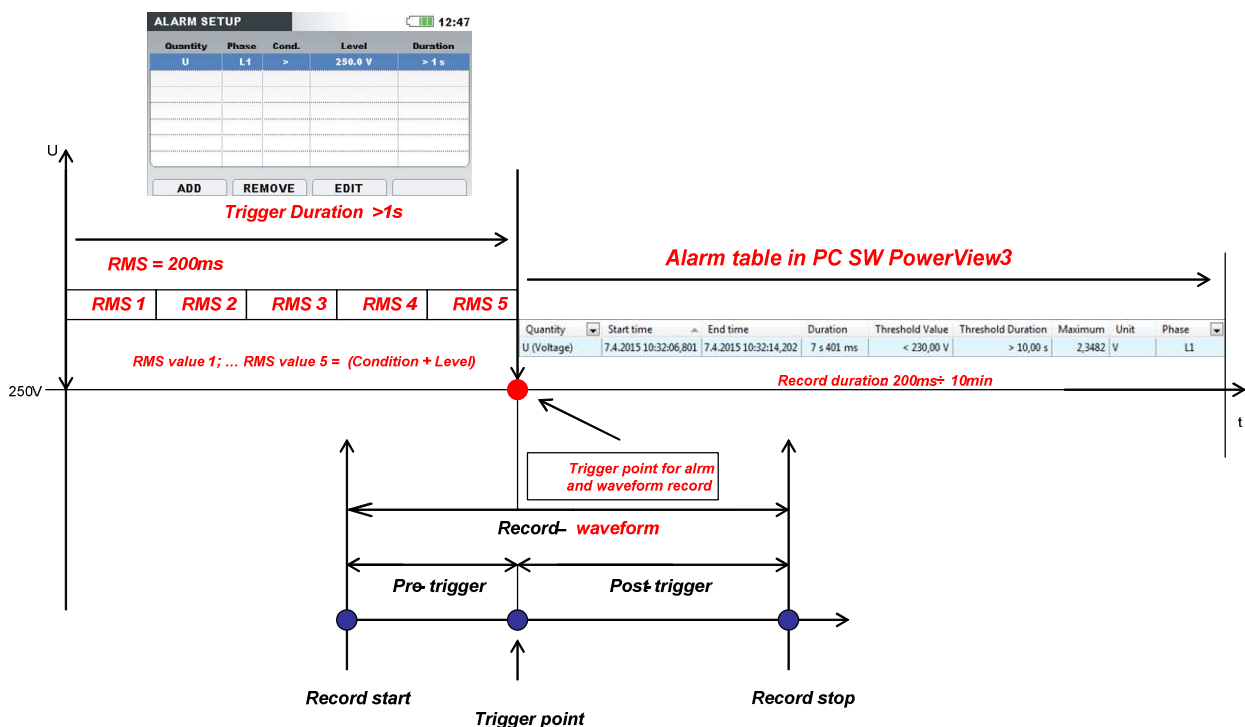 ALARM SETUP 12:47
Quantity Phase Cond. Level Duration
U L1 > 250.0 V > 1 s
ADD REMOVE EDIT
U
Trigger Duration >1s
RMS = 200ms
Alarm table in PC SW PowerView3
RMS 1 RMS 2 RMS 3 RMS 4 RMS 5
Quantity Start time End time Duration Threshold Value Threshold Duration Maximum Unit Phase
U (Voltage) 7.4.2015 10:32:06,801 7.4.2015 10:32:14,202 7 s 401 ms < 230,00 V > 10,00 s 2,3482 V L1
RMS value 1; ... RMS value 5 = (Condition + Level)
Record duration 200ms÷ 10min
250V
t
Trigger point for alrm
and waveform record
Record– waveform
Pre-trigger Post-trigger
Record start Record stop
Trigger point